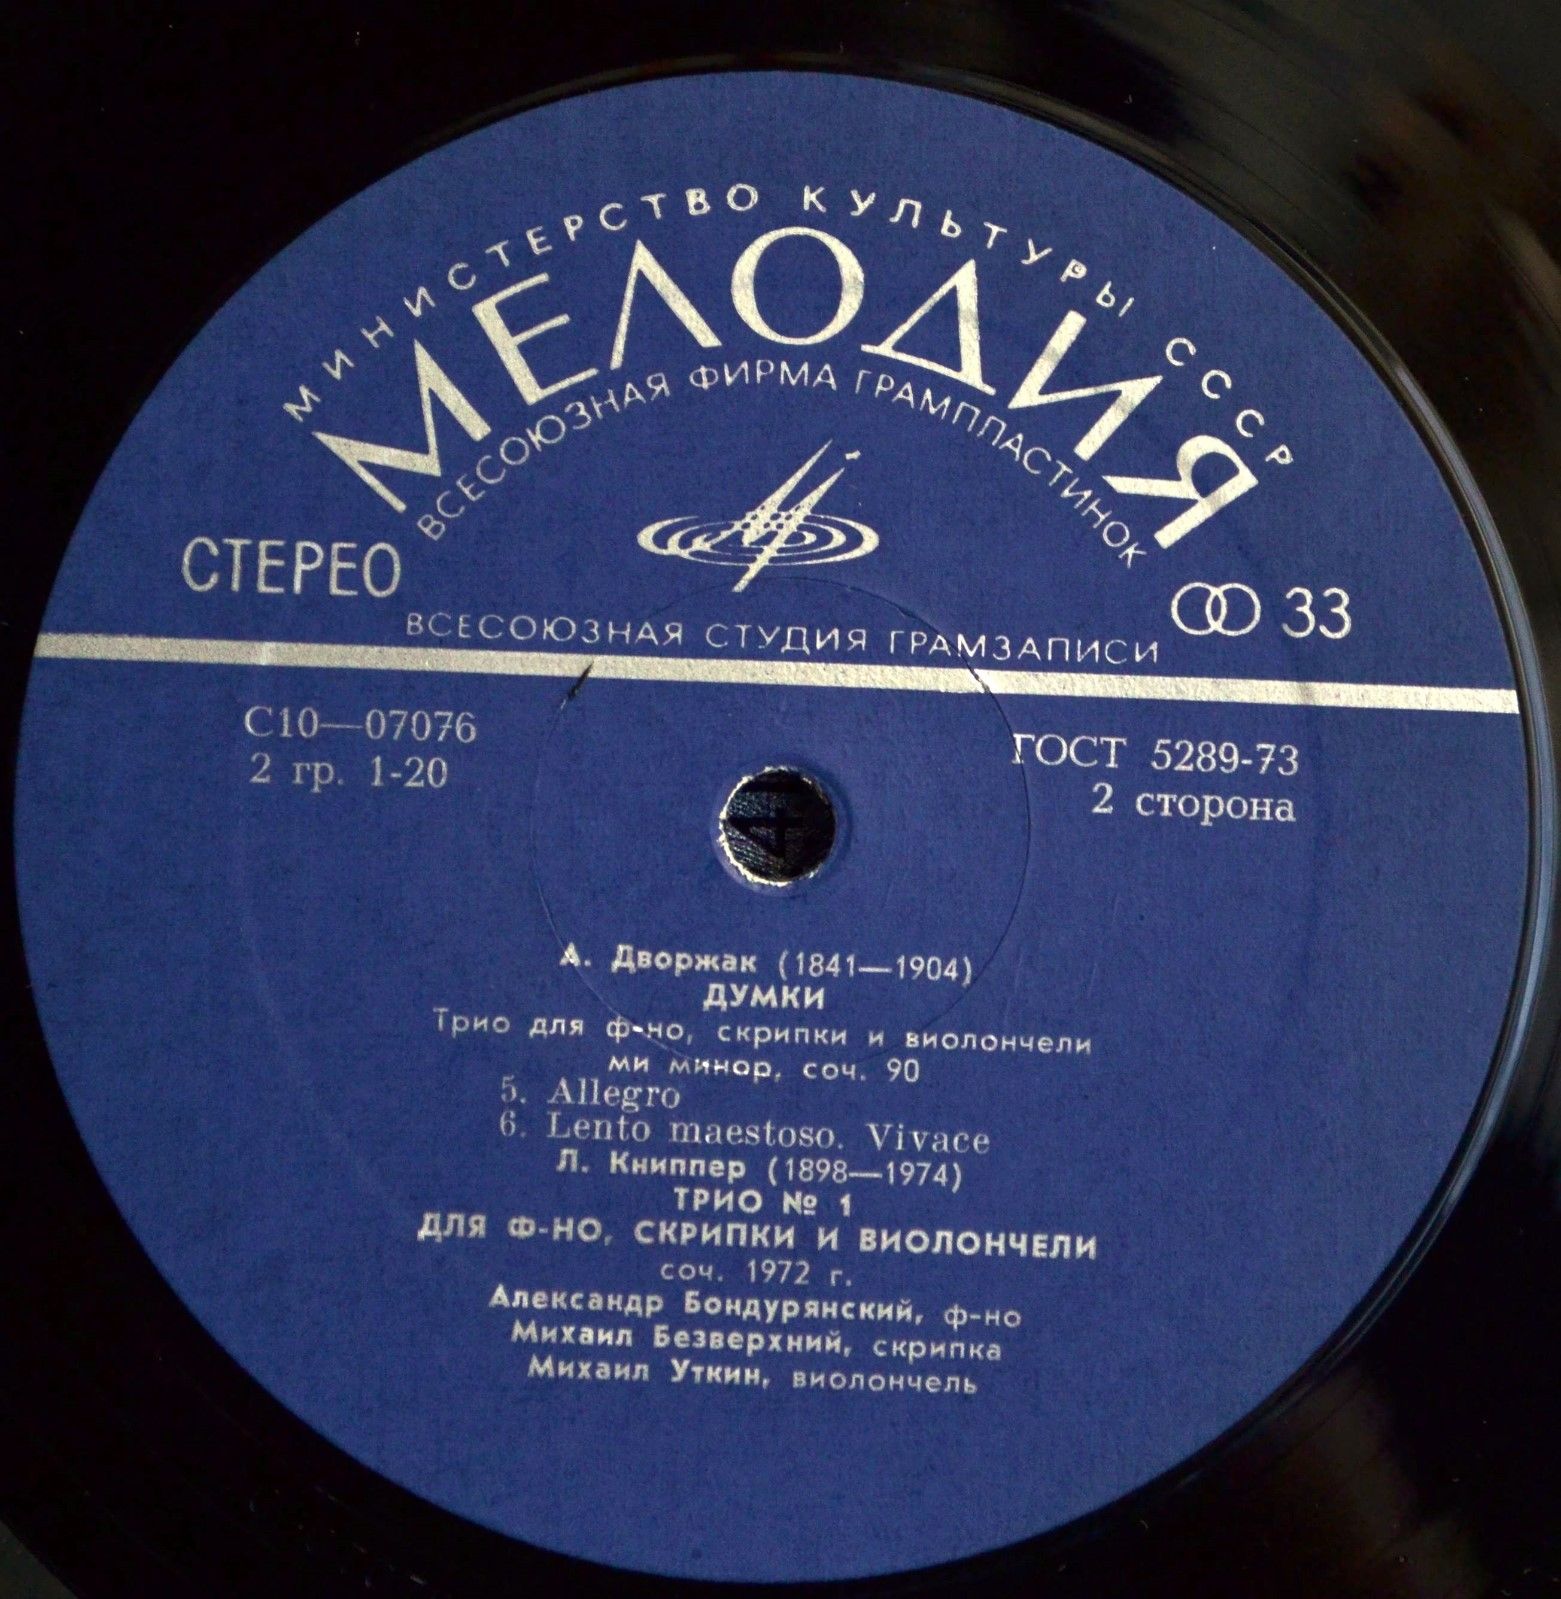 МИНИСТЕРСТВО КУЛЬТУРЫ СССР
МЕЛОДИЯ
ВСЕСОЮЗНАЯ ФИРМА ГРАМПЛАСТИНОК
СТЕРЕО
33
ВСЕСОЮЗНАЯ СТУДИЯ ГРАМЗАПИСИ
С10—07076
ГОСТ 5289-73
2 гр. 1-20
2 сторона
А. Дворжак (1841—1904)
ДУМКИ
Трио для ф-но, скрипки и виолончели
ми минор, соч. 90
5. Allegro
6. Lento maestoso. Vivace
Л. Книппер (1898—1974)
ТРИО № 1
ДЛЯ Ф-НО, СКРИПКИ И ВИОЛОНЧЕЛИ
соч. 1972 г.
Александр Бондурянский, ф-но
Михаил Безверхний, скрипка
Михаил Уткин, виолончель